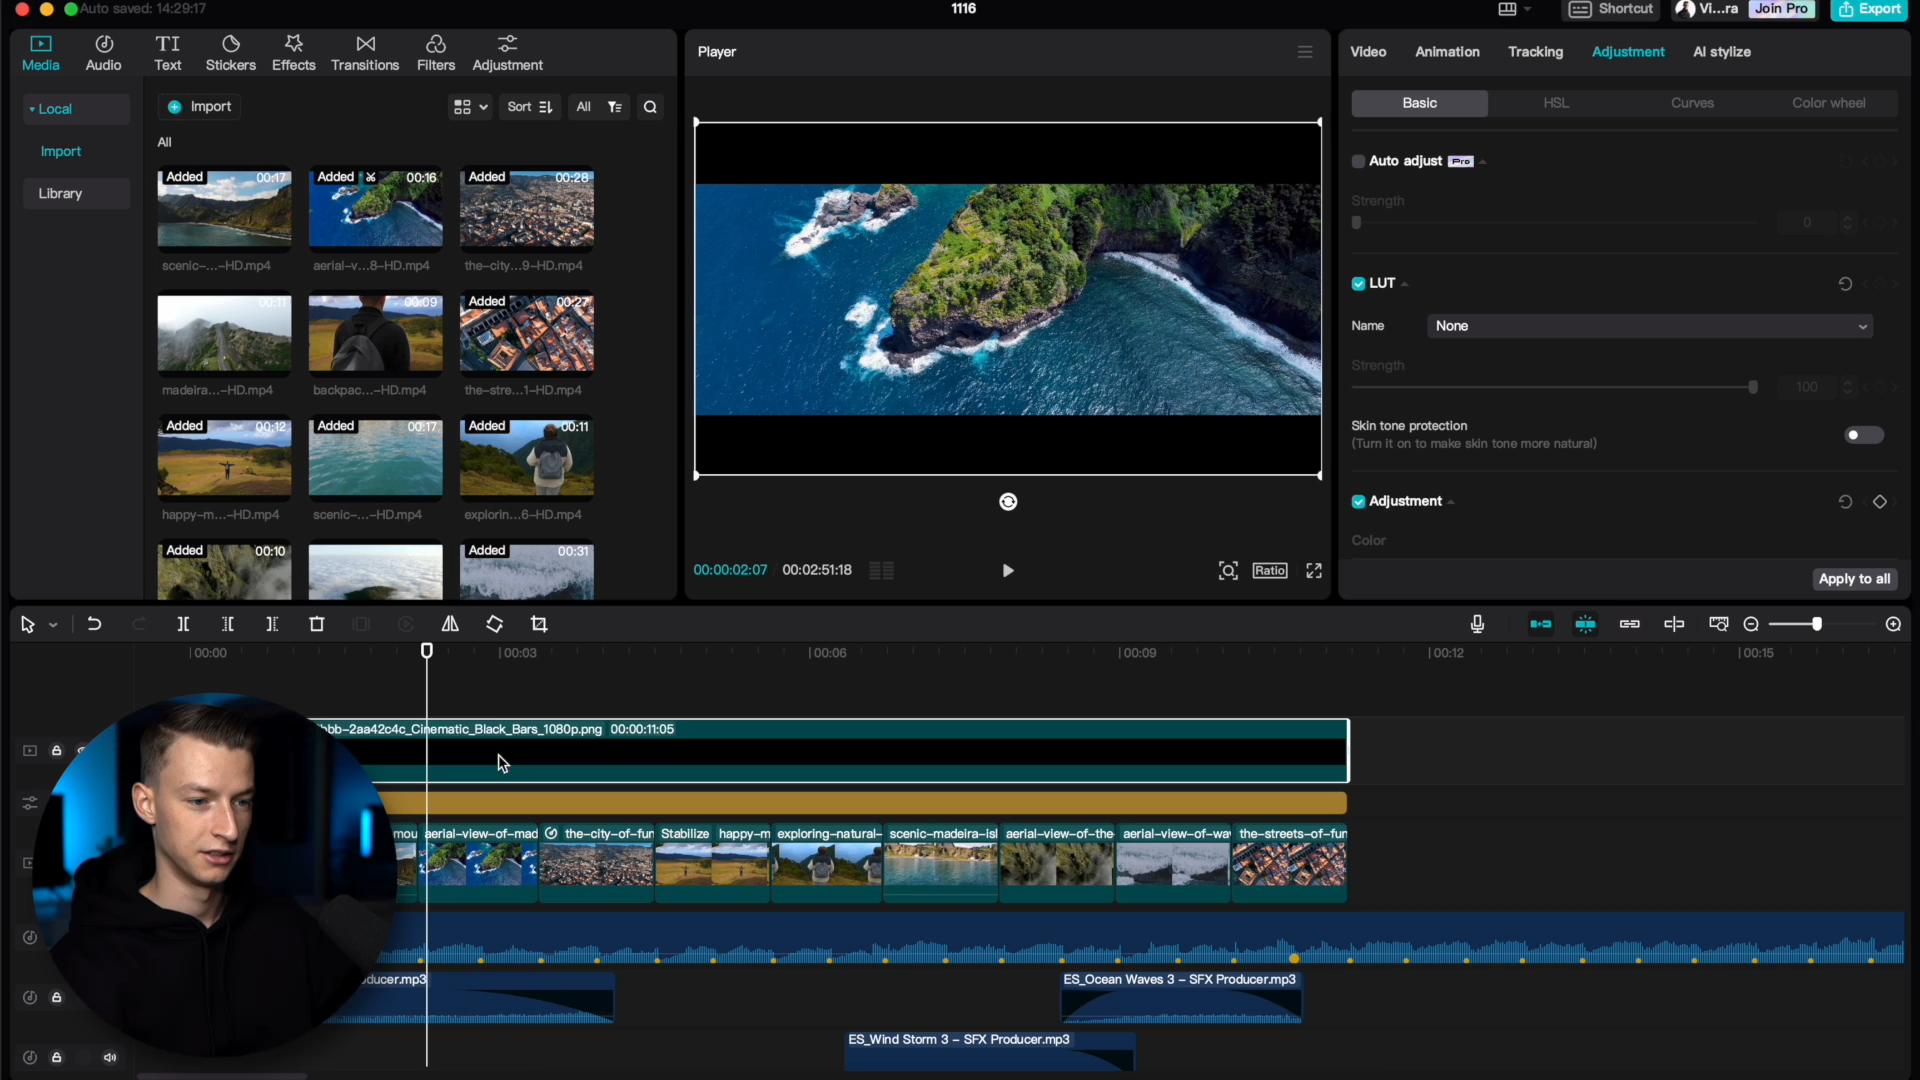 Auto saved: 14:29:17
1116
Shortcut
Vi...ra
Join Pro
Export
Media
Audio
TI
Text
Stickers
Effects
Transitions
Filters
Adjustment
Player
Video
Animation
Tracking
Adjustment
AI stylize
Local
Import
Library
Import
Sort
All
All
Added 00:17
scenic-...-HD.mp4
Added 00:16
aerial-v...8-HD.mp4
Added 00:28
the-city...9-HD.mp4
00:11
madeira...-HD.mp4
00:09
backpac...-HD.mp4
Added 00:27
the-stre...1-HD.mp4
Added 00:12
happy-m...-HD.mp4
Added 00:17
scenic-...-HD.mp4
Added 00:11
explorin...6-HD.mp4
Added 00:10
Added 00:31
00:00:02:07
00:02:51:18
Ratio
Basic
HSL
Curves
Color wheel
Auto adjust Pro
Strength
0
LUT
Name
None
Strength
100
Skin tone protection
(Turn it on to make skin tone more natural)
Adjustment
Color
Apply to all
00:00
00:03
00:06
00:09
00:12
00:15
bbb-2aa42c4c_Cinematic_Black_Bars_1080p.png 00:00:11:05
mou
aerial-view-of-mad
the-city-of-fun
Stabilize happy-m
exploring-natural-
scenic-madeira-isl
aerial-view-of-the-
aerial-view-of-wav
the-streets-of-fun
ducer.mp3
ES_Ocean Waves 3 - SFX Producer.mp3
ES_Wind Storm 3 - SFX Producer.mp3